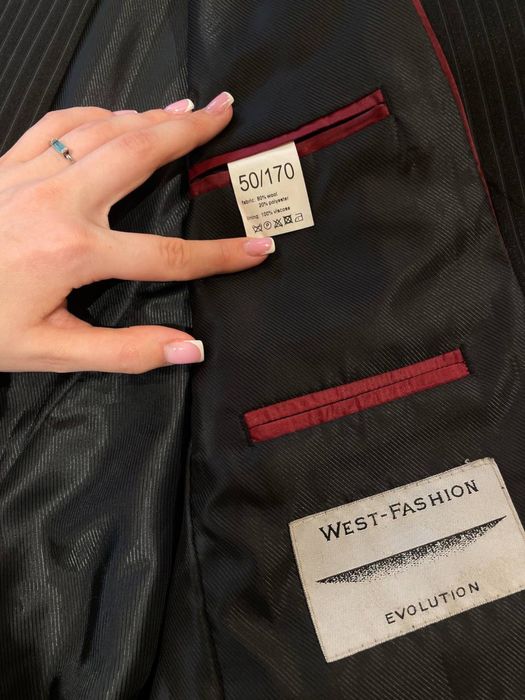 50/170
fabric: 80% wool
20% polyester
lining: 100% viscose
WEST-FASHION
EVOLUTION